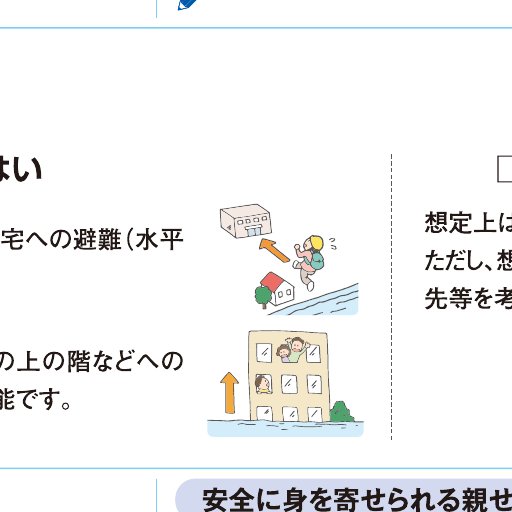 はい
宅への避難（水平
の上の階などへの
能です。
想定上は
ただし、想
先等を考
安全に身を寄せられる親せ